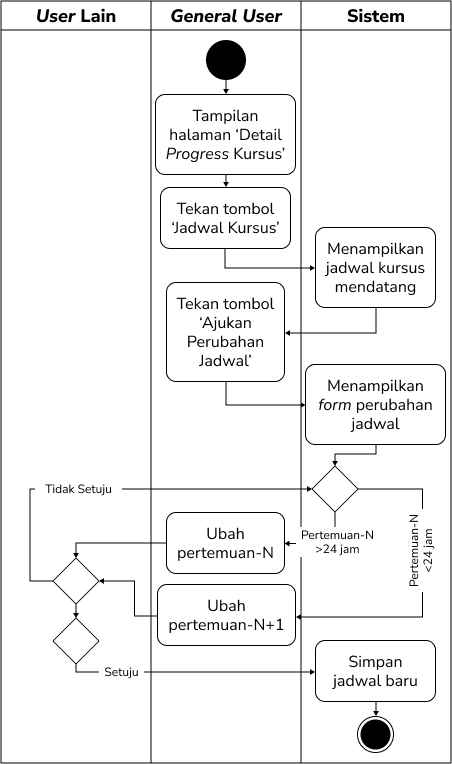 User Lain
General User
Sistem
Tampilan
halaman ‘Detail
Progress Kursus’
Tekan tombol
‘Jadwal Kursus’
Menampilkan
jadwal kursus
mendatang
Tekan tombol
‘Ajukan
Perubahan
Jadwal’
Menampilkan
form perubahan
jadwal
Tidak Setuju
Pertemuan-N
>24 jam
Pertemuan-N
<24 jam
Ubah
pertemuan-N
Ubah
pertemuan-N+1
Setuju
Simpan
jadwal baru